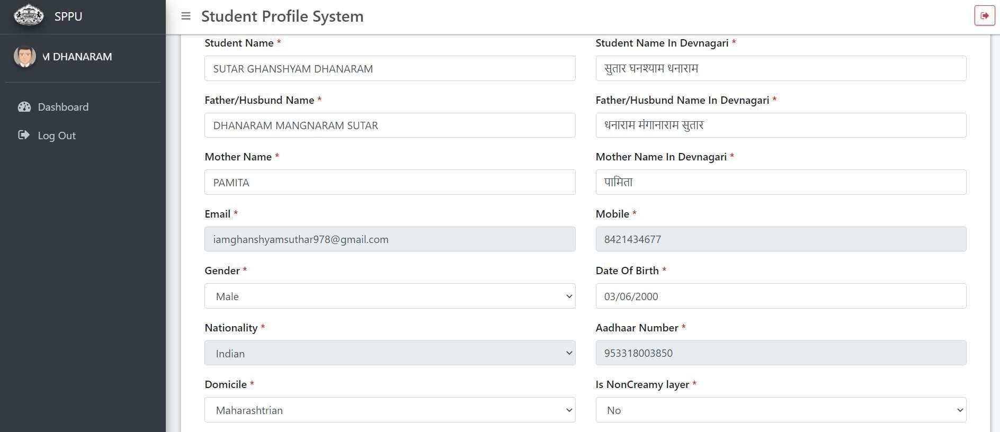 SPPU
Student Profile System
M DHANARAM
Dashboard
Log Out
Student Name *
SUTAR GHANSHYAM DHANARAM
Student Name In Devnagari *
सुतार घनश्याम धनाराम
Father/Husbund Name *
DHANARAM MANGNARAM SUTAR
Father/Husbund Name In Devnagari *
धनाराम मंगानाराम सुतार
Mother Name *
PAMITA
Mother Name In Devnagari *
पामिता
Email *
iamghanshyamsuthar978@gmail.com
Mobile *
8421434677
Gender *
Male
Date Of Birth *
03/06/2000
Nationality *
Indian
Aadhaar Number *
953318003850
Domicile *
Maharashtrian
Is NonCreamy layer *
No